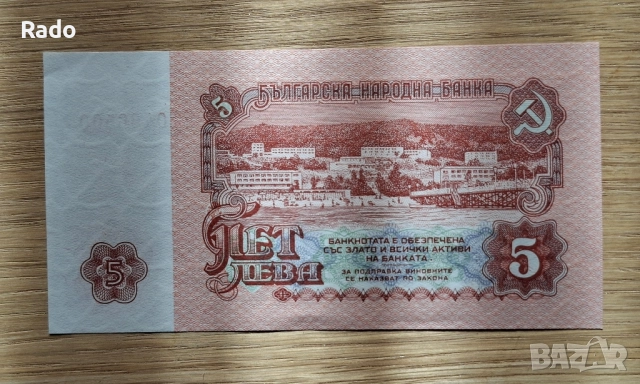 Rado
5
БЪЛГАРСКА НАРОДНА БАНКА
ПЕТ
ЛЕВА
БАНКНОТАТА Е ОБЕЗПЕЧЕНА
СЪС ЗЛАТО И ВСИЧКИ АКТИВИ
НА БАНКАТА
ЗА ПОДПРАВКА ВИНОВНИТЕ
СЕ НАКАЗВАТ ПО ЗАКОНА
5
5
BAZAR